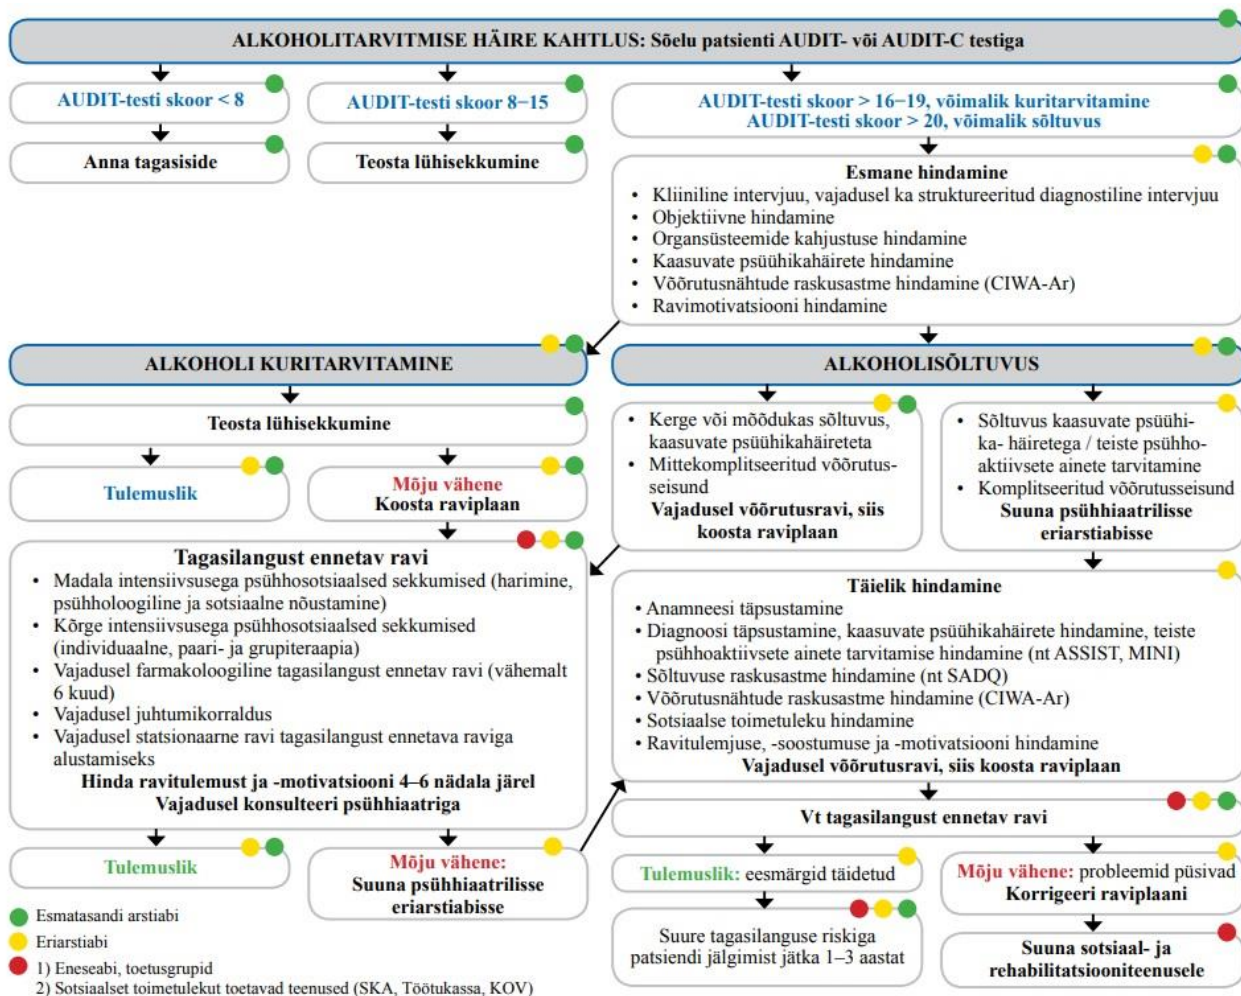 ALKOHOLITARVITMISE HÄIRE KAHTLUS: Sõelu patsienti AUDIT- või AUDIT-C testiga
AUDIT-testi skoor < 8
AUDIT-testi skoor 8–15
AUDIT-testi skoor > 16–19, võimalik kuritarvitamine
AUDIT-testi skoor > 20, võimalik sõltuvus
Anna tagasiside
Teosta lühisekkumine
Esmane hindamine
• Kliiniline intervjuu, vajadusel ka struktureeritud diagnostiline intervjuu
• Objektiivne hindamine
• Organsüsteemide kahjustuse hindamine
• Kaasuvate psüühikahäirete hindamine
• Võõrutusnähtude raskusastme hindamine (CIWA-Ar)
• Ravimotivatsiooni hindamine
ALKOHOLI KURITARVITAMINE
Teosta lühisekkumine
Tulemuslik
Mõju vähene
Koosta raviplaan
ALKOHOLISÕLTUVUS
• Kerge või mõõdukas sõltuvus,
kaasuvate psüühikahäireteta
• Mittekomplitseeritud võõrutus-
seisund
Vajadusel võõrutusravi, siis
koosta raviplaan
• Sõltuvus kaasuvate psüühi-
ka- häiretega / teiste psühho-
aktiivsete ainete tarvitamine
• Komplitseeritud võõrutusseisund
Suuna psühhiaatrilisse
eriarstiabisse
Tagasilangust ennetav ravi
• Madala intensiivsusega psühhosotsiaalsed sekkumised (harimine,
psühholoogiline ja sotsiaalne nõustamine)
• Kõrge intensiivsusega psühhosotsiaalsed sekkumised
(individuaalne, paari- ja grupiteraapia)
• Vajadusel farmakoloogiline tagasilangust ennetav ravi (vähemalt
6 kuud)
• Vajadusel juhtumikorraldus
• Vajadusel statsionaarne ravi tagasilangust ennetava raviga
alustamiseks
Hinda ravitulemust ja -motivatsiooni 4–6 nädala järel
Vajadusel konsulteeri psühhiaatriga
Tulemuslik
Mõju vähene:
Suuna psühhiaatrilisse
eriarstiabisse
Täielik hindamine
• Anamneesi täpsustamine
• Diagnoosi täpsustamine, kaasuvate psüühikahäirete hindamine, teiste
psühhoaktiivsete ainete tarvitamise hindamine (nt ASSIST, MINI)
• Sõltuvuse raskusastme hindamine (nt SADQ)
• Võõrutusnähtude raskusastme hindamine (CIWA-Ar)
• Sotsiaalse toimetuleku hindamine
• Ravitulemjuse, -soostumuse ja -motivatsiooni hindamine
Vajadusel võõrutusravi, siis koosta raviplaan
Vt tagasilangust ennetav ravi
Tulemuslik: eesmärgid täidetud
Mõju vähene: probleemid püsivad
Korrigeeri raviplaani
Suure tagasilanguse riskiga
patsiendi jälgimist jätka 1–3 aastat
Suuna sotsiaal- ja
rehabilitatsiooniteenusele
Esmatasandi arstiabi
Eriarstiabi
1) Eneseabi, toetusgrupid
2) Sotsiaalset toimetulekut toetavad teenused (SKA, Töötukassa, KOV)